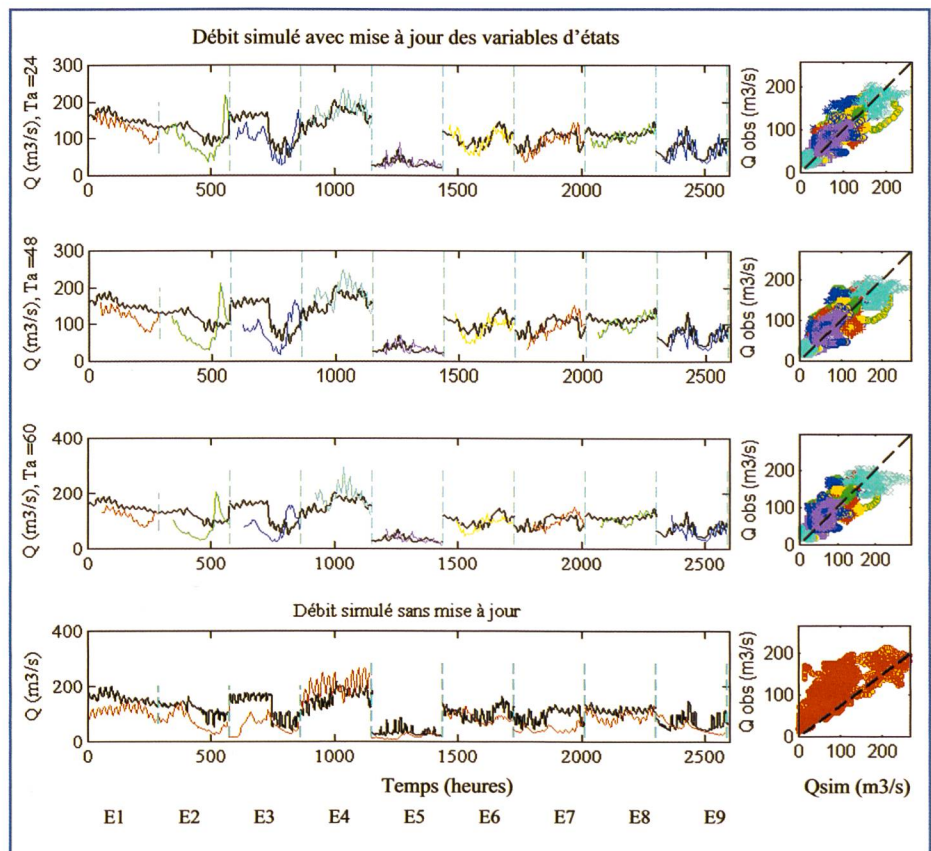 Débit simulé avec mise à jour des variables d'états
Q (m3/s), Ta =24
300
200
100
0
0 500 1000 1500 2000 2500
Q obs (m3/s)
200
100
0
0 100 200
Q (m3/s), Ta =48
300
200
100
0
0 500 1000 1500 2000 2500
Q obs (m3/s)
200
100
0
0 100 200
Q (m3/s), Ta =60
400
200
0
0 500 1000 1500 2000 2500
Q obs (m3/s)
200
100
0
0 100 200
Débit simulé sans mise à jour
Q (m3/s)
400
200
0
0 500 1000 1500 2000 2500
Q obs (m3/s)
200
100
0
0 100 200
Temps (heures)
Qsim (m3/s)
E1 E2 E3 E4 E5 E6 E7 E8 E9